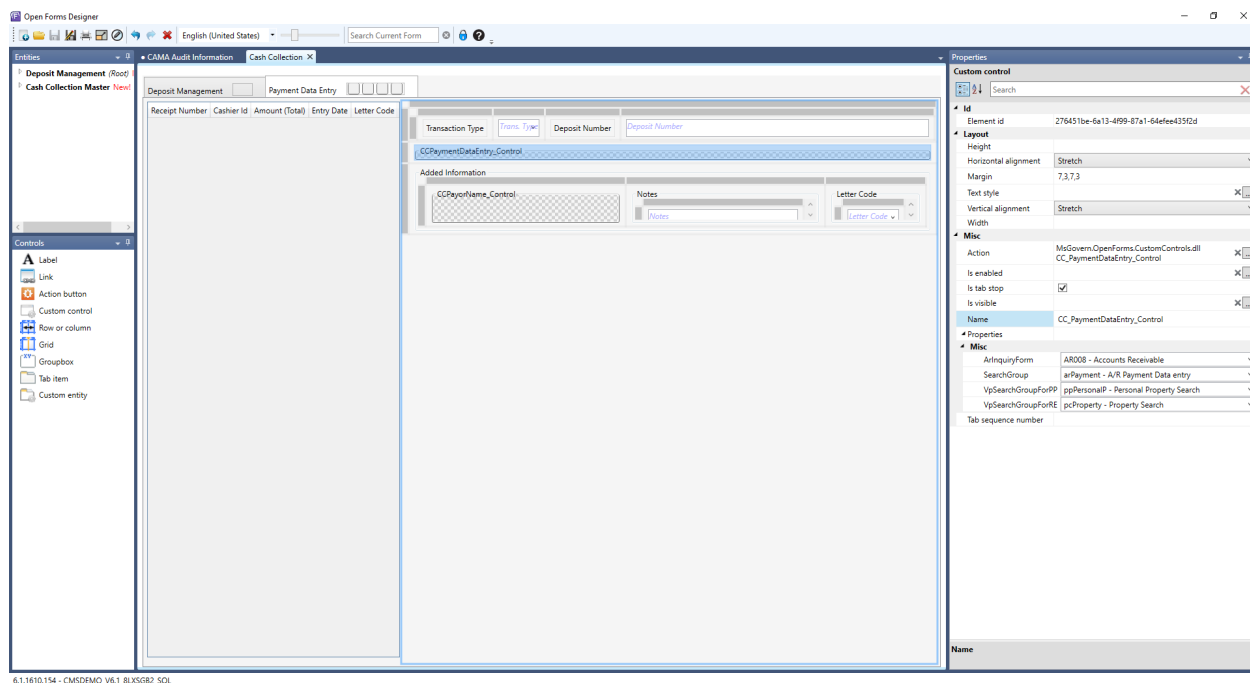 Open Forms Designer
English (United States)
Search Current Form
Entities
Deposit Management (Root)
Cash Collection Master New!
Controls
Label
Link
Action button
Custom control
Row or column
Grid
Groupbox
Tab item
Custom entity
• CAMA Audit Information
Cash Collection X
Deposit Management
Payment Data Entry
Receipt Number
Cashier Id
Amount (Total)
Entry Date
Letter Code
Transaction Type
Trans. Type
Deposit Number
Deposit Number
CCPaymentDataEntry_Control
Added Information
CCPayorName_Control
Notes
Notes
Letter Code
Letter Code
Properties
Custom control
Search
Id
Element id 276451be-6a13-4f99-87a1-64efee435f2d
Layout
Height
Horizontal alignment Stretch
Margin 7,3,7,3
Text style
Vertical alignment Stretch
Width
Misc
Action MsGovern.OpenForms.CustomControls.dll
CC_PaymentDataEntry_Control
Is enabled
Is tab stop
Is visible
Name CC_PaymentDataEntry_Control
Properties
Misc
ArInquiryForm AR008 - Accounts Receivable
SearchGroup arPayment - A/R Payment Data entry
VpSearchGroupForPP ppPersonalP - Personal Property Search
VpSearchGroupForRE pcProperty - Property Search
Tab sequence number
Name
6.1.1610.154 - CMSDEMO_V6.1_8LXSGB2_SQL